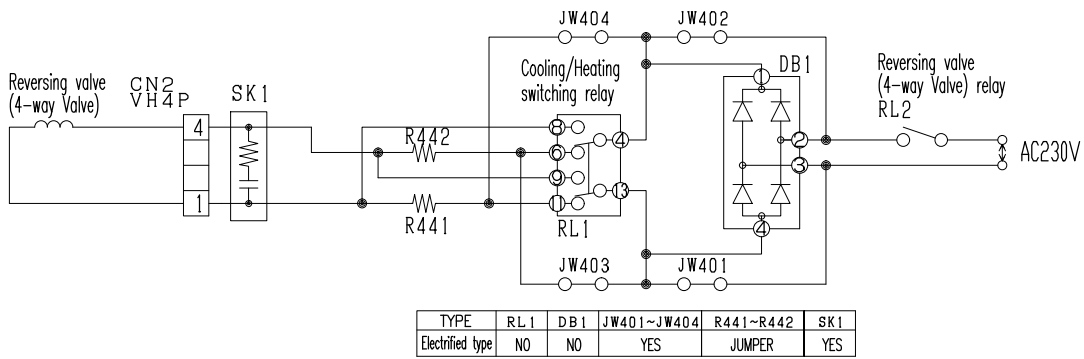 JW404
JW402
Reversing valve
(4-way Valve)
CN2
VH4P
SK1
Cooling/Heating
switching relay
DB1
Reversing valve
(4-way Valve) relay
RL2
4
1
R442
R441
8
6
9
11
4
13
RL1
1
2
3
4
AC230V
JW403
JW401
TYPE RL1 DB1 JW401~JW404 R441~R442 SK1
Electrified type NO NO YES JUMPER YES